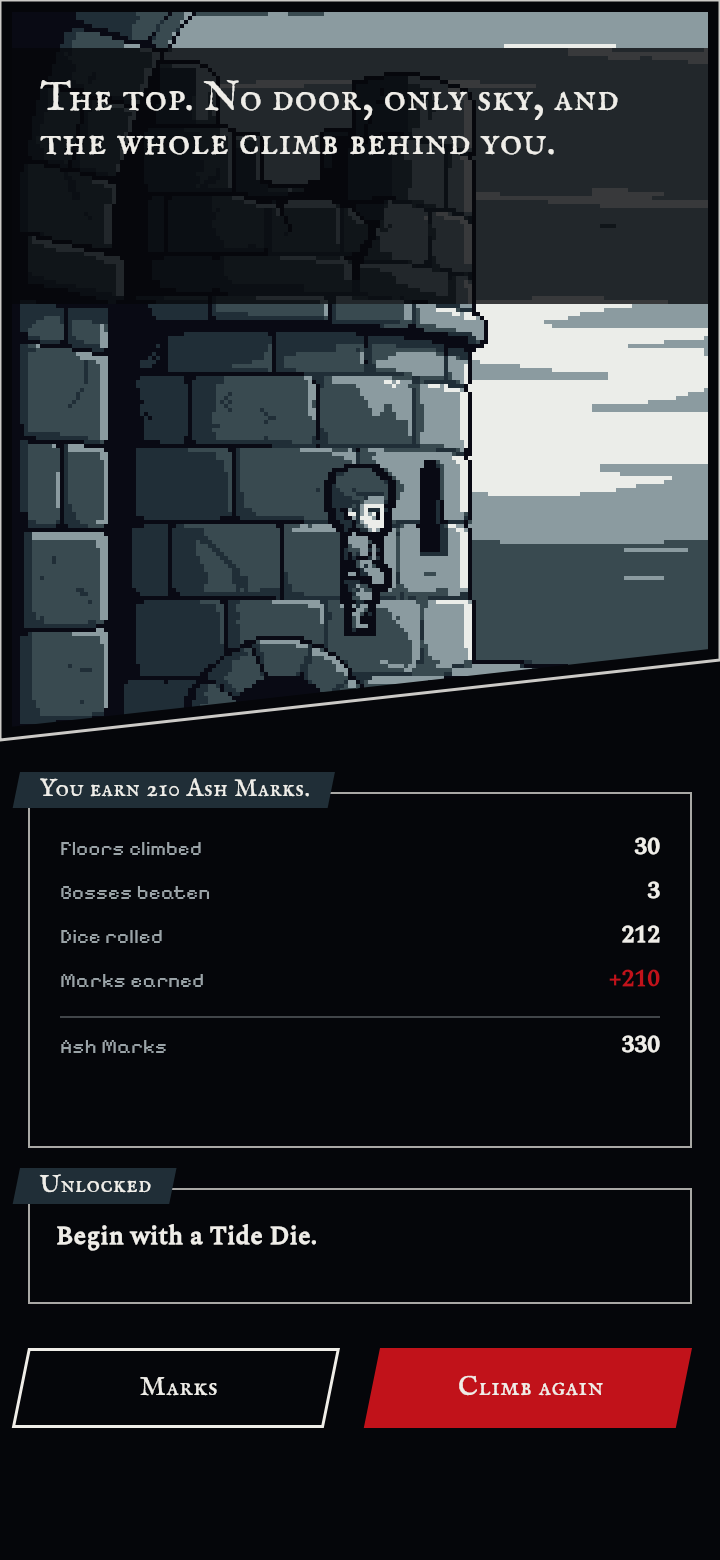 The top. No door, only sky, and
the whole climb behind you.
You earn 210 Ash Marks.
Floors climbed 30
Bosses beaten 3
Dice rolled 212
Marks earned +210
Ash Marks 330
Unlocked
Begin with a Tide Die.
Marks
Climb again